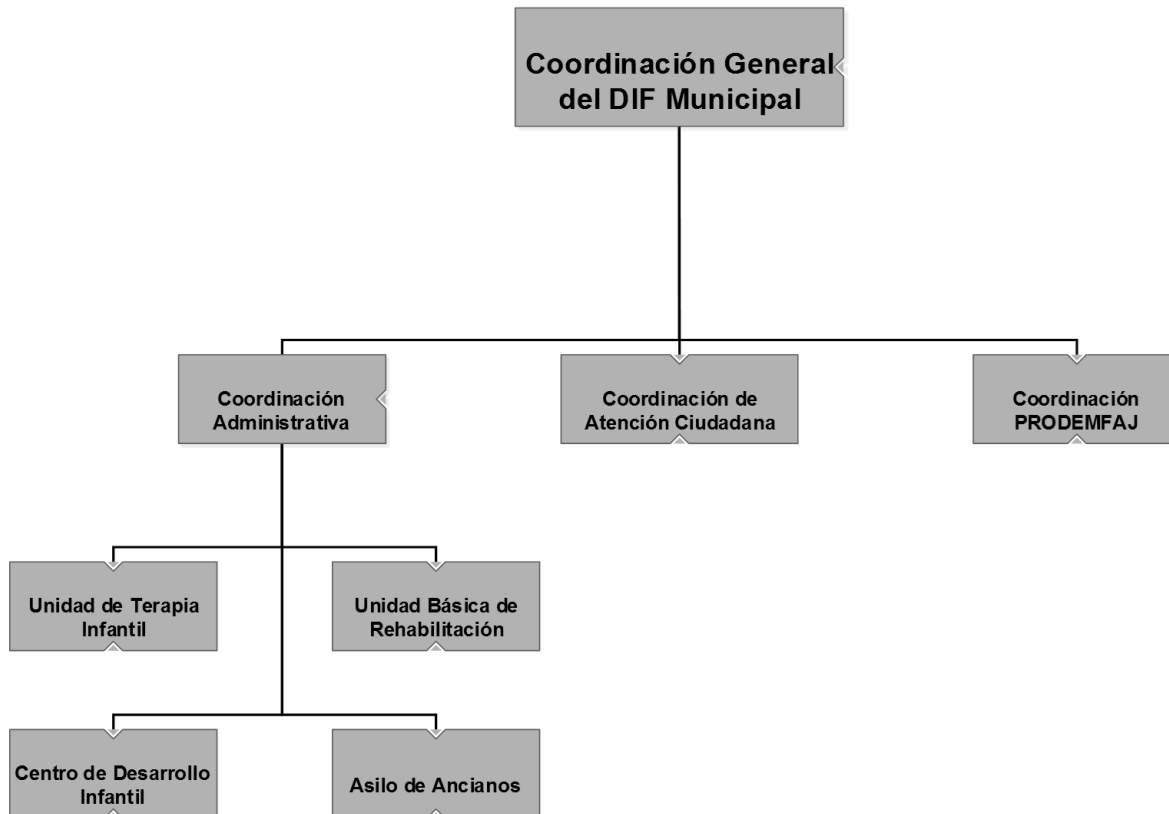 Coordinación General
del DIF Municipal
Coordinación
Administrativa
Coordinación de
Atención Ciudadana
Coordinación
PRODEMFAJ
Unidad de Terapia
Infantil
Unidad Básica de
Rehabilitación
Centro de Desarrollo
Infantil
Asilo de Ancianos